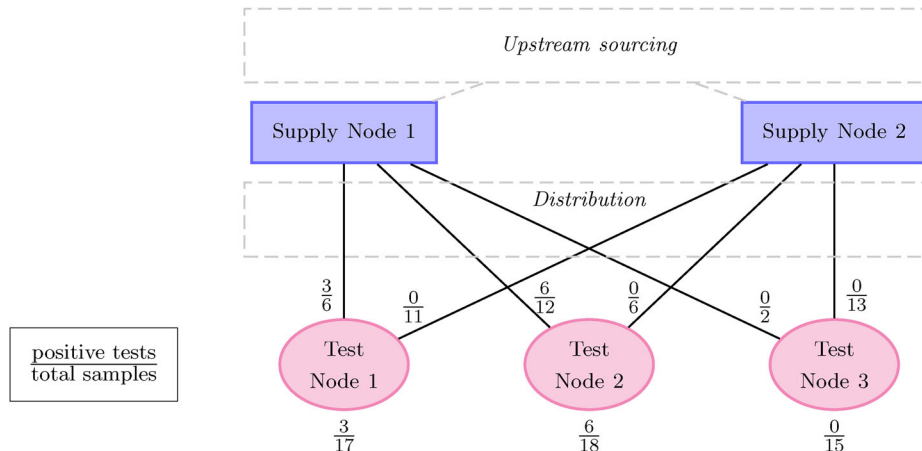 Upstream sourcing
Supply Node 1
Supply Node 2
Distribution
3/6
0/11
6/12
0/6
0/2
0/13
positive tests
total samples
Test
Node 1
Test
Node 2
Test
Node 3
3/17
6/18
0/15